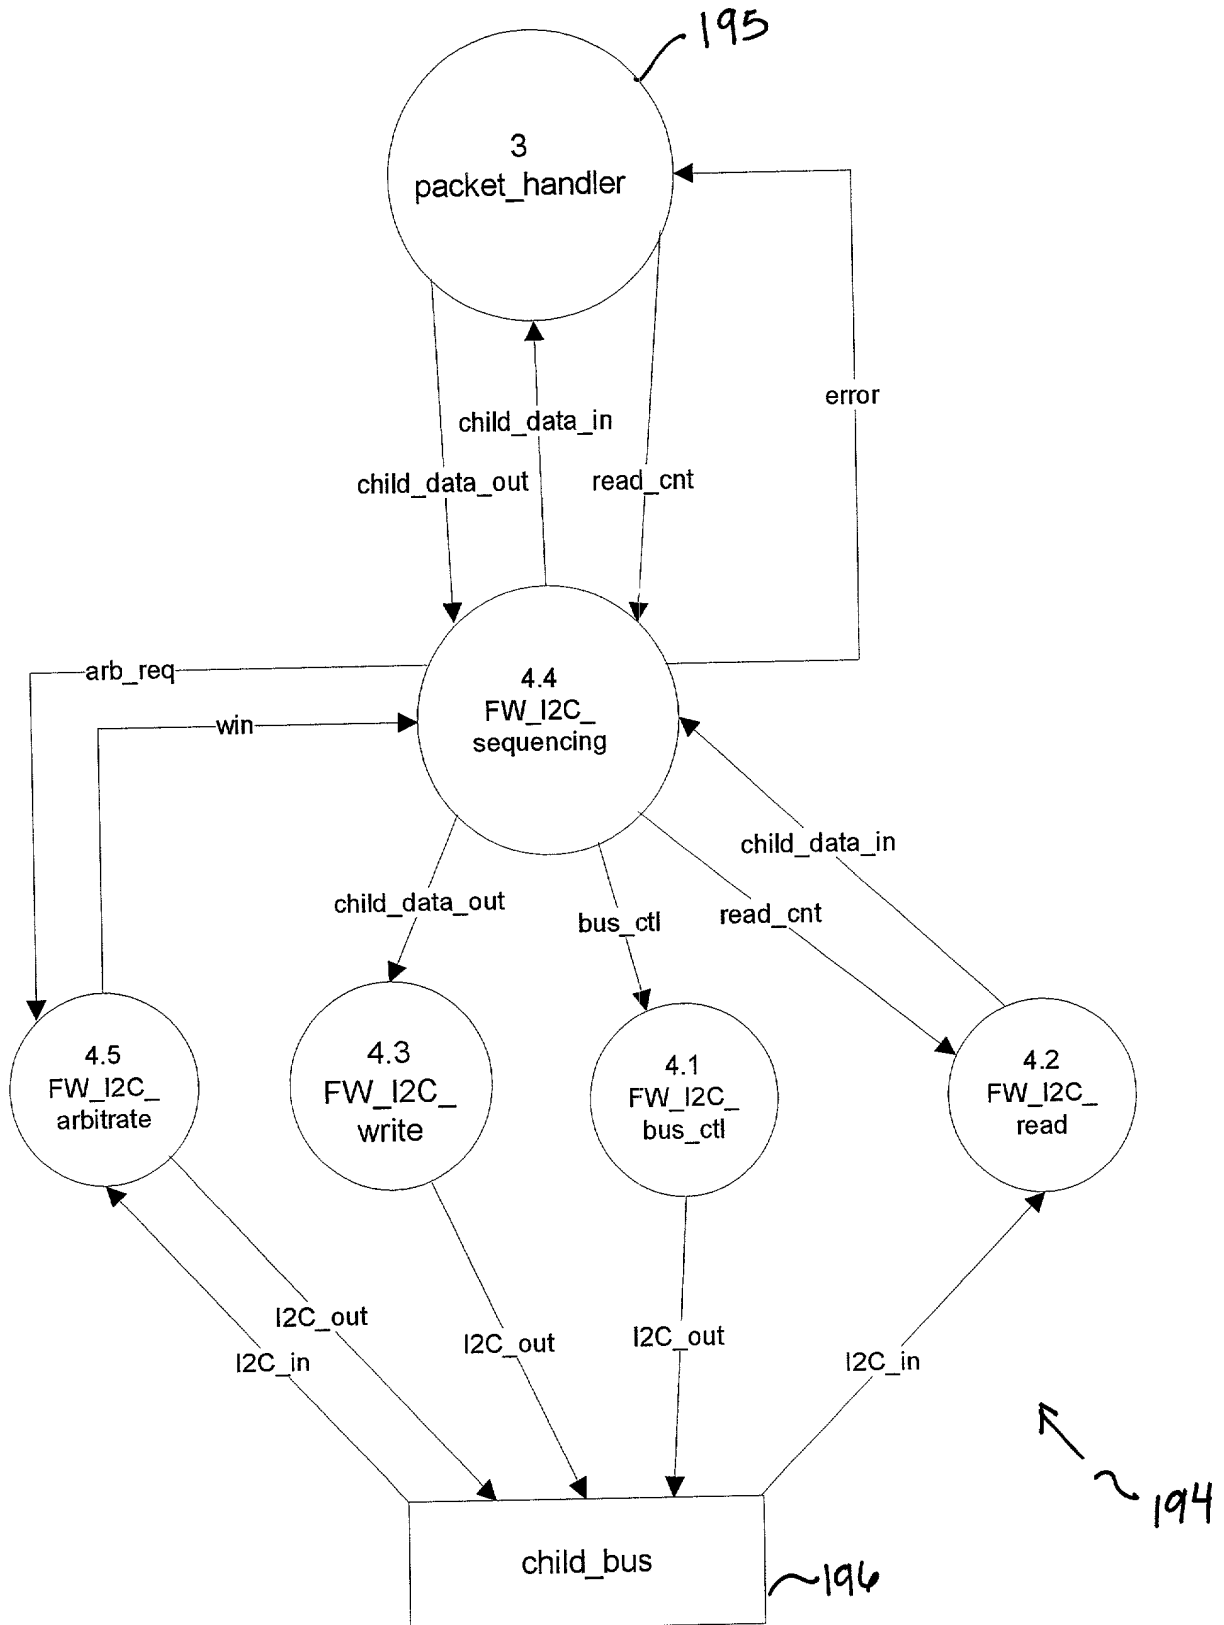 195
3
packet_handler
error
child_data_in
child_data_out
read_cnt
arb_req
win
4.4
FW_I2C_
sequencing
child_data_in
child_data_out
bus_ctl
read_cnt
4.5
FW_I2C_
arbitrate
4.3
FW_I2C_
write
4.1
FW_I2C_
bus_ctl
4.2
FW_I2C_
read
I2C_out
I2C_in
I2C_out
I2C_out
I2C_in
194
child_bus
196